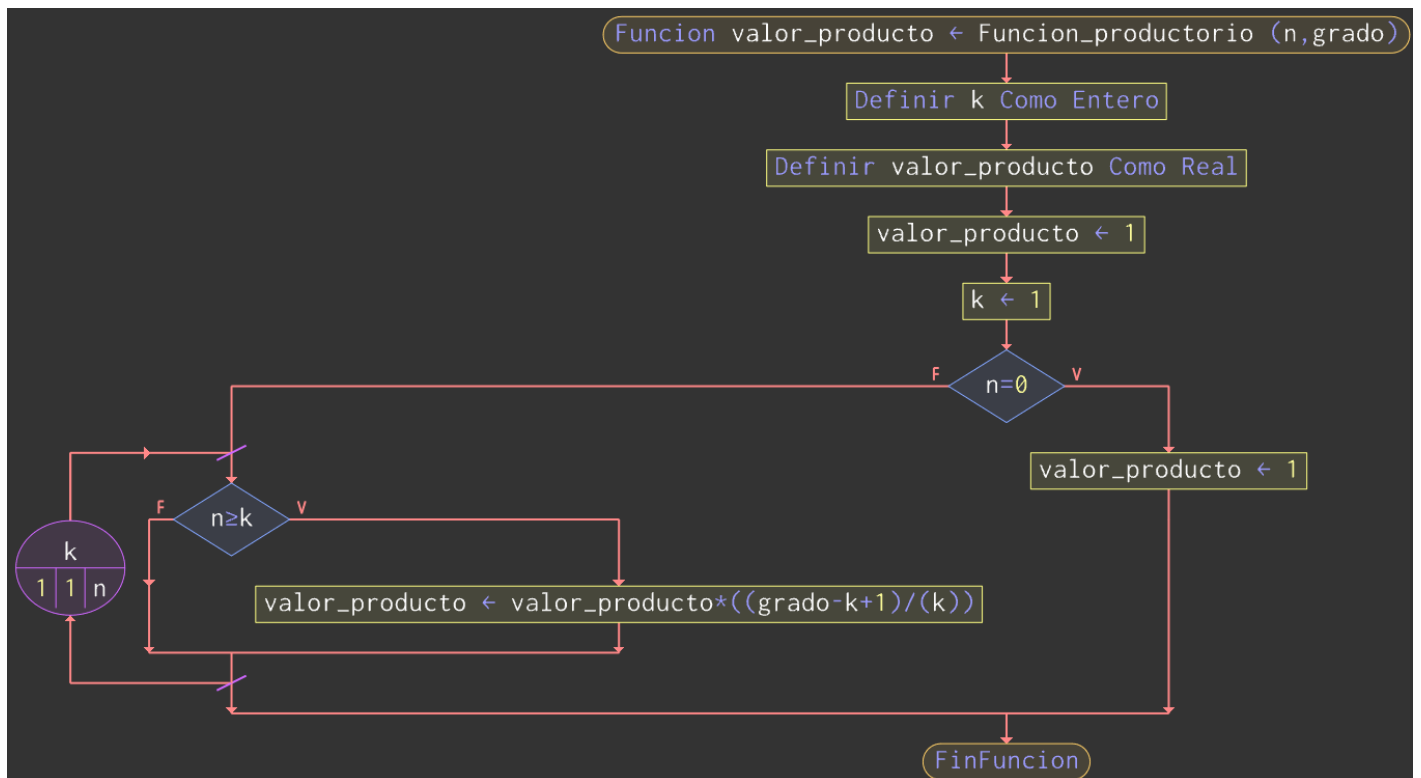 Funcion valor_producto ← Funcion_productorio (n,grado)
Definir k Como Entero
Definir valor_producto Como Real
valor_producto ← 1
k ← 1
n=0
F
V
valor_producto ← 1
n≥k
F
V
k
1 1 n
valor_producto ← valor_producto*((grado-k+1)/(k))
FinFuncion